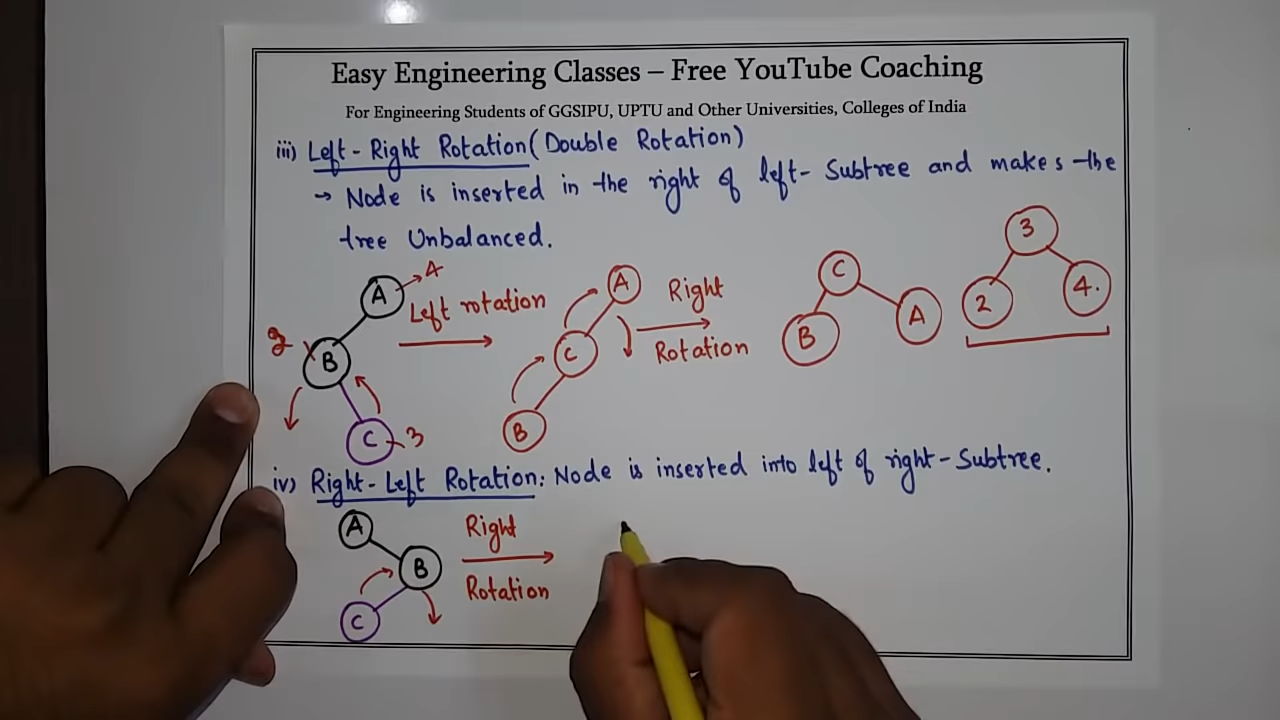 Easy Engineering Classes – Free YouTube Coaching
For Engineering Students of GGSIPU, UPTU and Other Universities, Colleges of India
iii) Left-Right Rotation (Double Rotation)
→ Node is inserted in the right of left-Subtree and makes the
tree Unbalanced.
A → 4
2 B
C 3
Left rotation
A
C
B
Right
Rotation
C
B A
3
2 4.
iv) Right-Left Rotation: Node is inserted into left of right-Subtree.
A
B
C
Right
Rotation